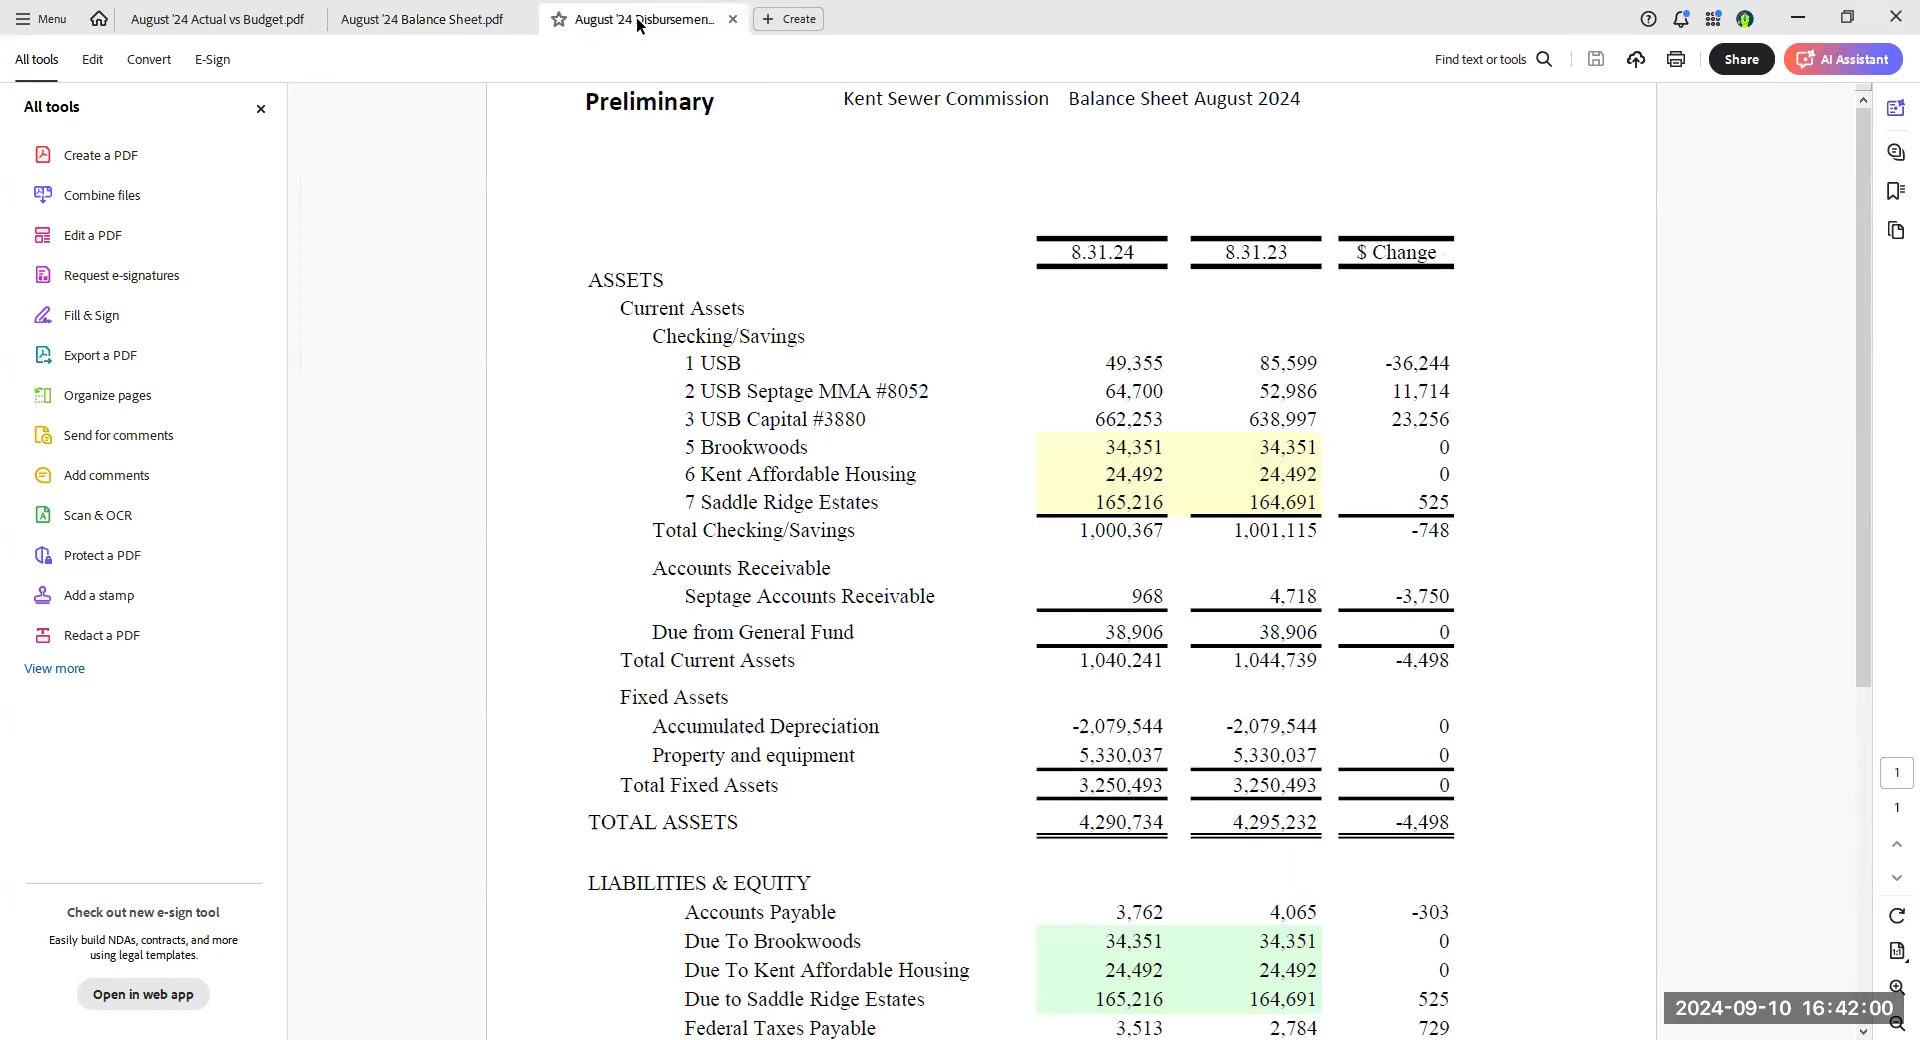 Menu
August '24 Actual vs Budget.pdf
August '24 Balance Sheet.pdf
August '24 Disbursemen...
Create
All tools
Edit
Convert
E-Sign
Find text or tools
Share
AI Assistant
All tools
Create a PDF
Combine files
Edit a PDF
Request e-signatures
Fill & Sign
Export a PDF
Organize pages
Send for comments
Add comments
Scan & OCR
Protect a PDF
Add a stamp
Redact a PDF
View more
Check out new e-sign tool
Easily build NDAs, contracts, and more
using legal templates.
Open in web app
Preliminary Kent Sewer Commission Balance Sheet August 2024
8.31.24 8.31.23 $ Change
ASSETS
Current Assets
Checking/Savings
1 USB 49,355 85,599 -36,244
2 USB Septage MMA #8052 64,700 52,986 11,714
3 USB Capital #3880 662,253 638,997 23,256
5 Brookwoods 34,351 34,351 0
6 Kent Affordable Housing 24,492 24,492 0
7 Saddle Ridge Estates 165,216 164,691 525
Total Checking/Savings 1,000,367 1,001,115 -748
Accounts Receivable
Septage Accounts Receivable 968 4,718 -3,750
Due from General Fund 38,906 38,906 0
Total Current Assets 1,040,241 1,044,739 -4,498
Fixed Assets
Accumulated Depreciation -2,079,544 -2,079,544 0
Property and equipment 5,330,037 5,330,037 0
Total Fixed Assets 3,250,493 3,250,493 0
TOTAL ASSETS 4,290,734 4,295,232 -4,498
LIABILITIES & EQUITY
Accounts Payable 3,762 4,065 -303
Due To Brookwoods 34,351 34,351 0
Due To Kent Affordable Housing 24,492 24,492 0
Due to Saddle Ridge Estates 165,216 164,691 525
Federal Taxes Payable 3,513 2,784 729
1
1
2024-09-10 16:42:00